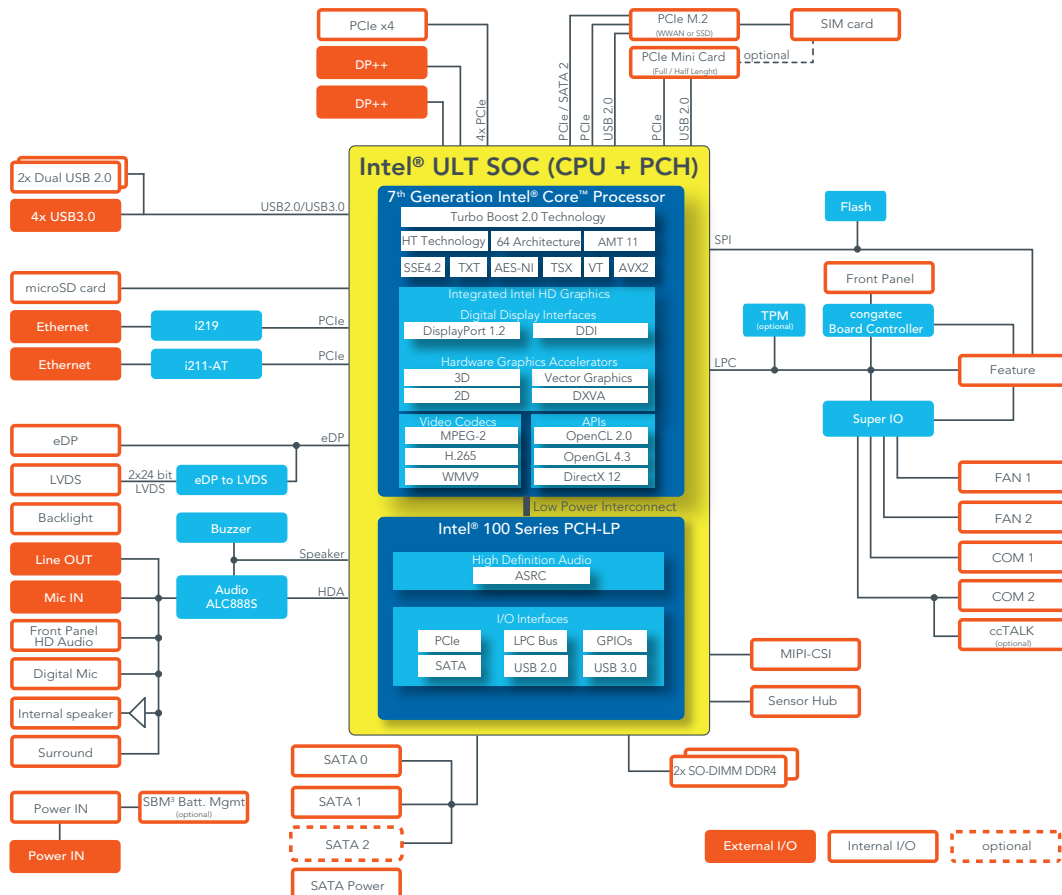 PCIe x4
DP++
DP++
4x PCIe
PCIe / SATA 2
PCIe
USB 2.0
PCIe
USB 2.0
PCIe M.2
(WWAN or SSD)
SIM card
PCIe Mini Card
(Full / Half Lenght)
optional
2x Dual USB 2.0
4x USB3.0
USB2.0/USB3.0
microSD card
Ethernet
i219
PCIe
Ethernet
i211-AT
PCIe
eDP
eDP
LVDS
2x24 bit
LVDS
eDP to LVDS
Backlight
Buzzer
Speaker
Line OUT
Mic IN
Audio
ALC888S
HDA
Front Panel
HD Audio
Digital Mic
Internal speaker
Surround
Power IN
SBM³ Batt. Mgmt
(optional)
Power IN
Intel® ULT SOC (CPU + PCH)
7th Generation Intel® Core™ Processor
Turbo Boost 2.0 Technology
HT Technology
64 Architecture
AMT 11
SSE4.2
TXT
AES-NI
TSX
VT
AVX2
Integrated Intel HD Graphics
Digital Display Interfaces
DisplayPort 1.2
DDI
Hardware Graphics Accelerators
3D
Vector Graphics
2D
DXVA
Video Codecs
APIs
MPEG-2
OpenCL 2.0
H.265
OpenGL 4.3
WMV9
DirectX 12
Low Power Interconnect
Intel® 100 Series PCH-LP
High Definition Audio
ASRC
I/O Interfaces
PCIe
LPC Bus
GPIOs
SATA
USB 2.0
USB 3.0
SPI
Flash
Front Panel
TPM
(optional)
congatec
Board Controller
LPC
Feature
Super IO
FAN 1
FAN 2
COM 1
COM 2
ccTALK
(optional)
MIPI-CSI
Sensor Hub
2x SO-DIMM DDR4
SATA 0
SATA 1
SATA 2
SATA Power
External I/O
Internal I/O
optional